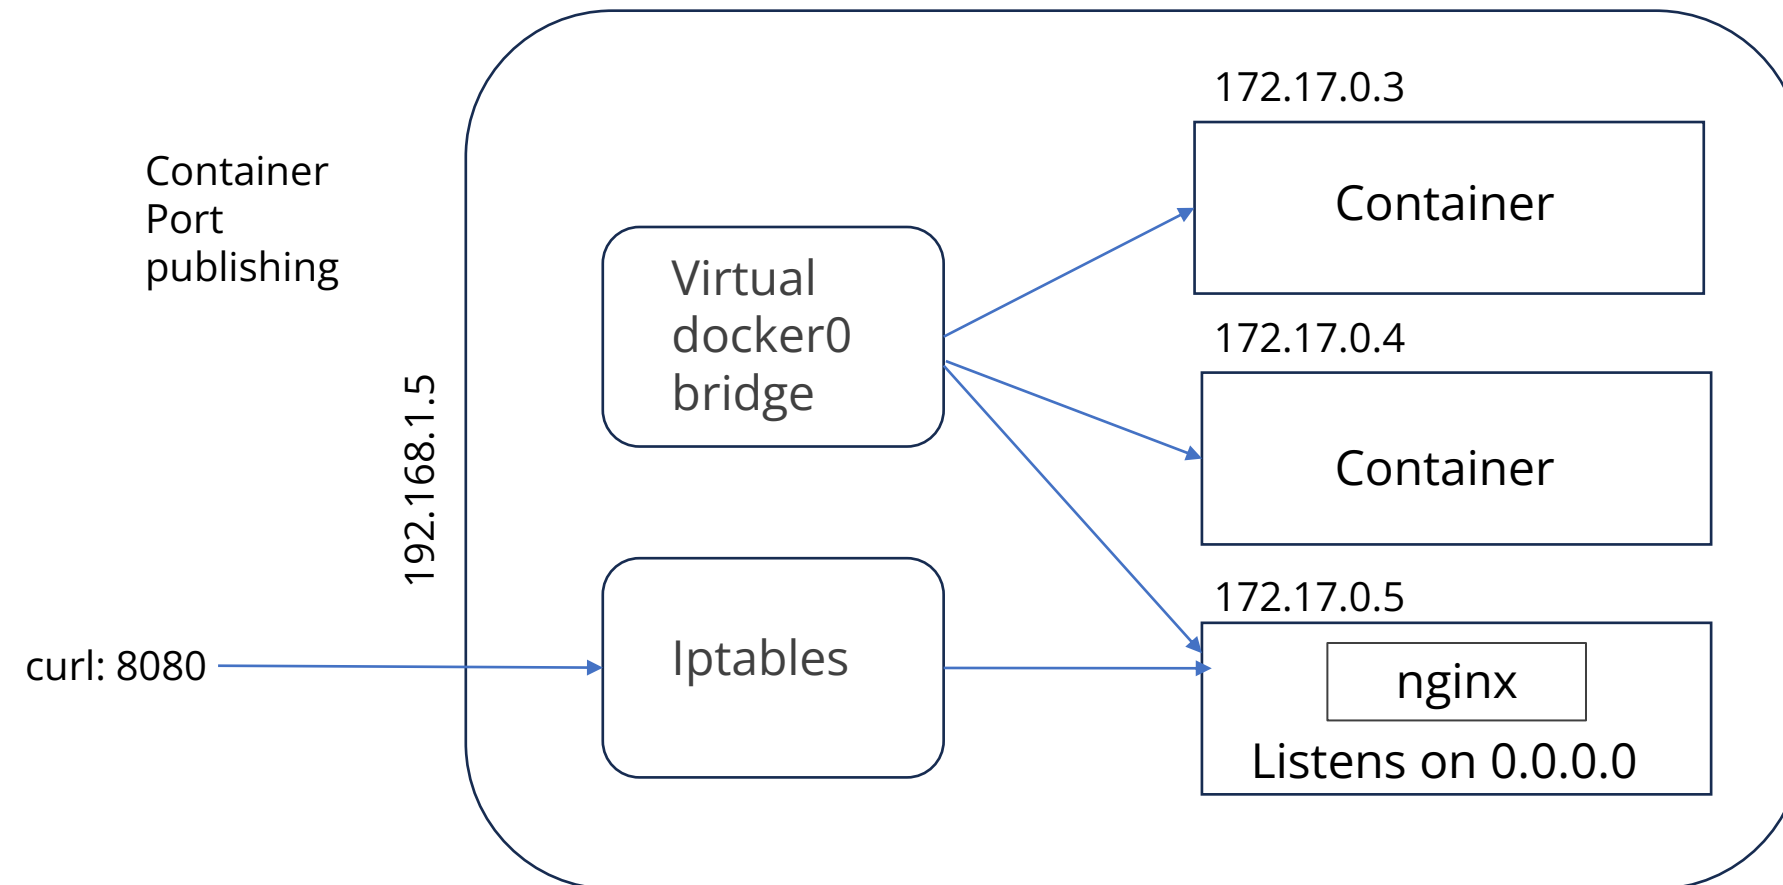 Container
Port
publishing
192.168.1.5
curl: 8080
Virtual
docker0
bridge
Iptables
172.17.0.3
Container
172.17.0.4
Container
172.17.0.5
nginx
Listens on 0.0.0.0